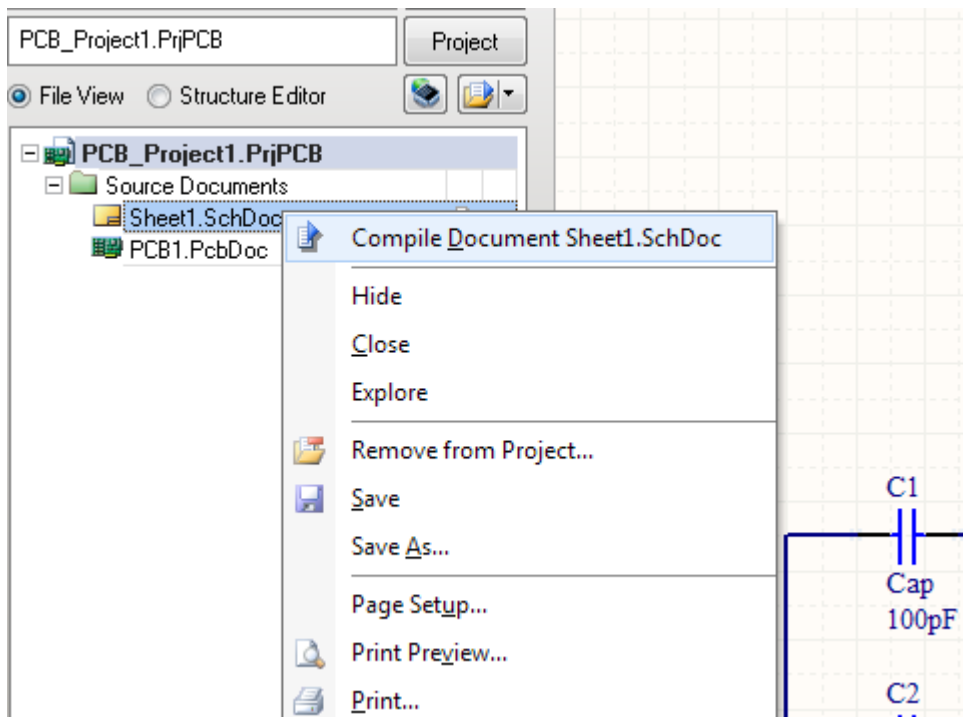 PCB_Project1.PrjPCB
Project
File View
Structure Editor
PCB_Project1.PrjPCB
Source Documents
Sheet1.SchDoc
PCB1.PcbDoc
Compile Document Sheet1.SchDoc
Hide
Close
Explore
Remove from Project...
Save
Save As...
Page Setup...
Print Preview...
Print...
C1
Cap
100pF
C2